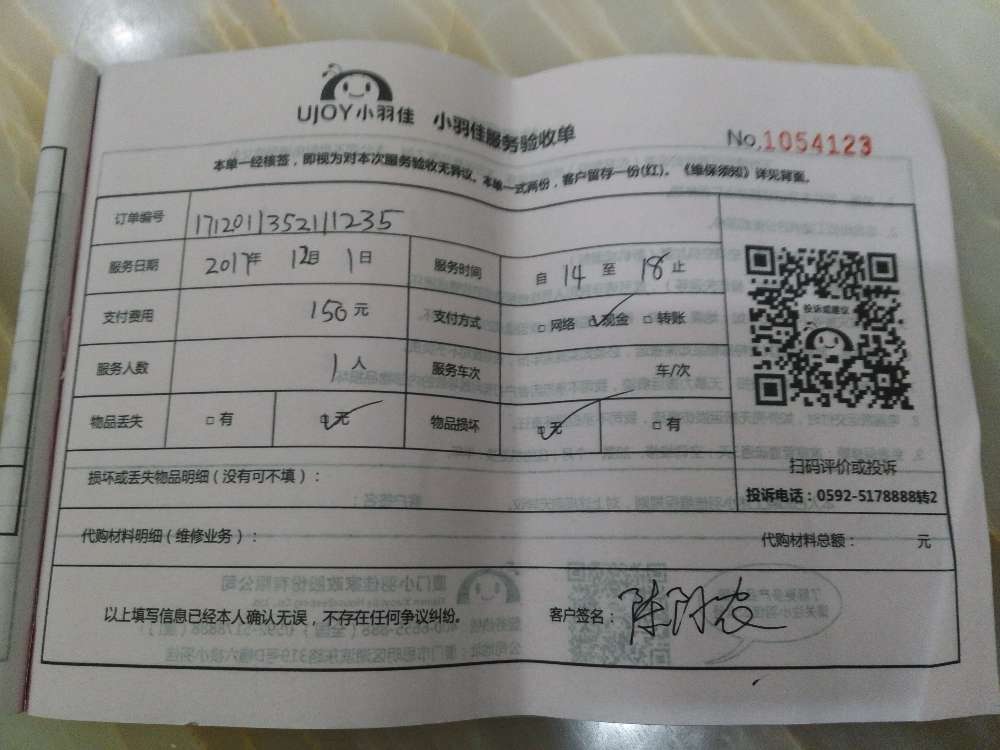 UJOY小羽佳 小羽佳服务验收单
No.1054123
本单一经核签，即视为对本次服务验收无异议。本单一式两份，客户留存一份(红)。《维保须知》详见背面。
订单编号 171201135211235
服务日期 2017年 12月 1日 服务时间 自 14 至 18 止
投诉或建议
支付费用 150 元 支付方式 □ 网络 ☑ 现金 □ 转账
服务人数 1 人 服务车次 车/次
物品丢失 □ 有 ☑ 无 物品损坏 ☑ 无 □ 有
扫码评价或投诉
损坏或丢失物品明细（没有可不填）：
投诉电话：0592-5178888转2
代购材料明细（维修业务）： 代购材料总额： 元
以上填写信息已经本人确认无误，不存在任何争议纠纷。 客户签名：